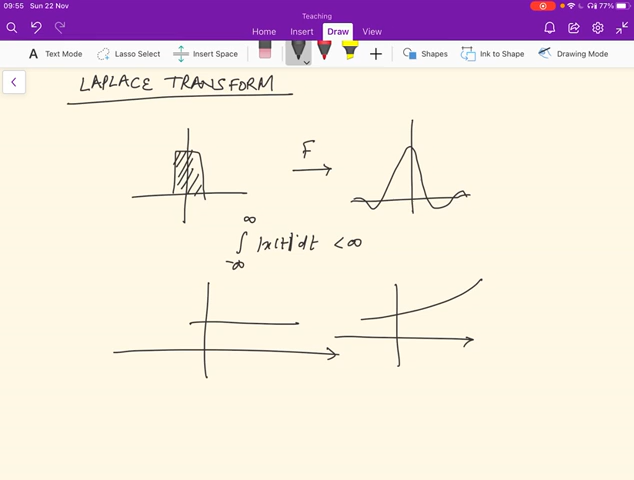 09:55 Sun 22 Nov
77%
Teaching
Home Insert Draw View
A Text Mode Lasso Select Insert Space Shapes Ink to Shape Drawing Mode
LAPLACE TRANSFORM
F
∞
∫ |x(t)| dt < ∞
-∞